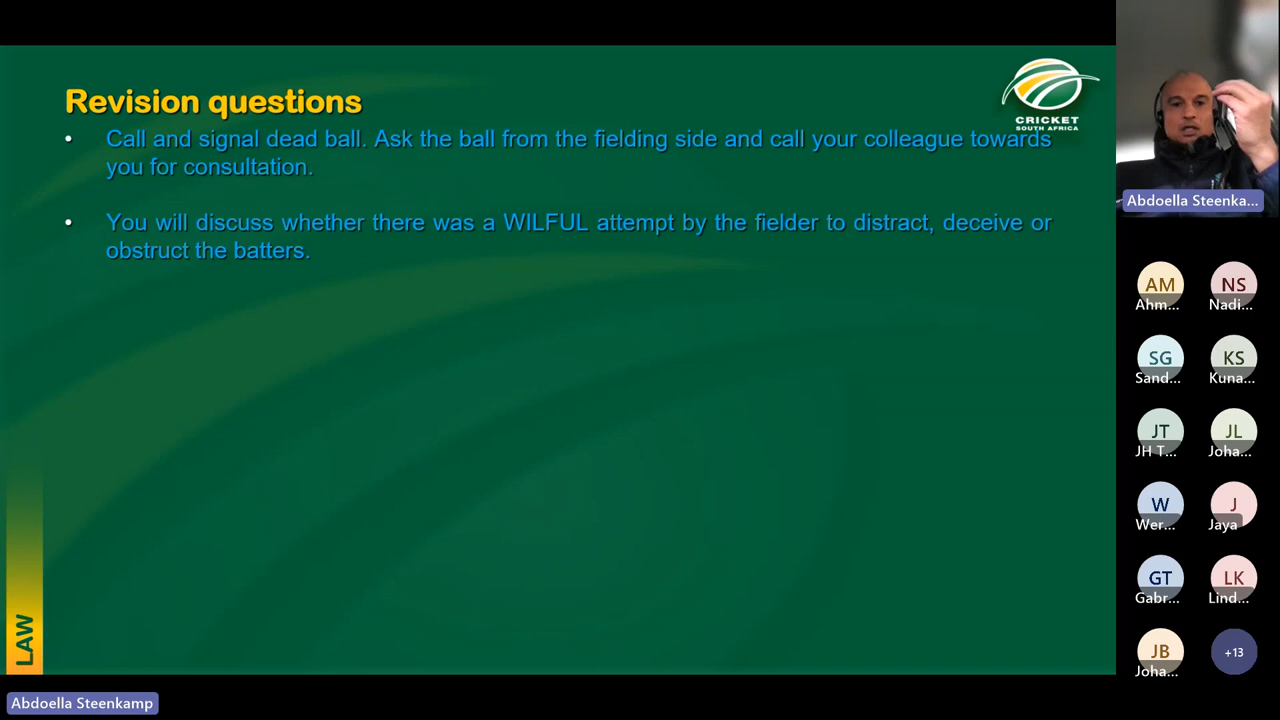 Revision questions
CRICKET
SOUTH AFRICA
• Call and signal dead ball. Ask the ball from the fielding side and call your colleague towards
you for consultation.
• You will discuss whether there was a WILFUL attempt by the fielder to distract, deceive or
obstruct the batters.
LAW
Abdoella Steenkamp
Abdoella Steenka...
AM
Ahm...
NS
Nadi...
SG
Sand...
KS
Kuna...
JT
JH T...
JL
Joha...
W
Wer...
J
Jaya
GT
Gabr...
LK
Lind...
JB
Joha...
+13